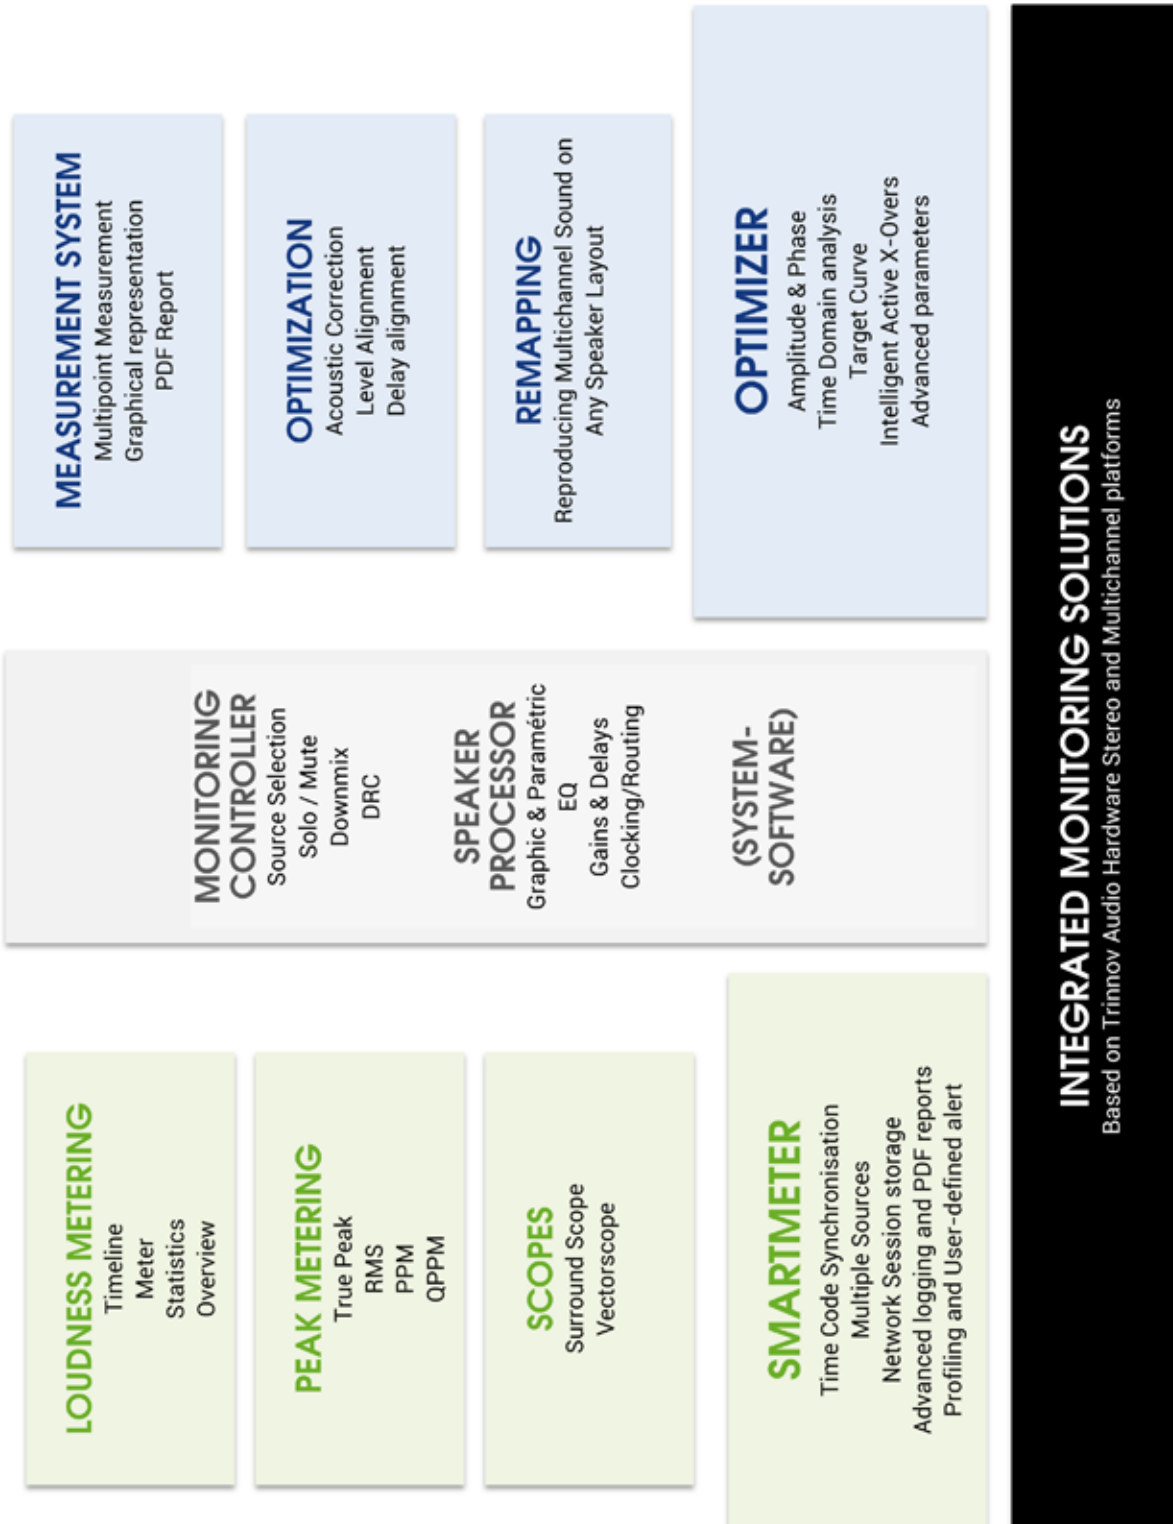 LOUDNESS METERING
Timeline
Meter
Statistics
Overview
PEAK METERING
True Peak
RMS
PPM
QPPM
SCOPES
Surround Scope
Vectorscope
SMARTMETER
Time Code Synchronisation
Multiple Sources
Network Session storage
Advanced logging and PDF reports
Profiling and User-defined alert
MONITORING
CONTROLLER
Source Selection
Solo / Mute
Downmix
DRC
SPEAKER
PROCESSOR
Graphic & Paramétric
EQ
Gains & Delays
Clocking/Routing
(SYSTEM-
SOFTWARE)
MEASUREMENT SYSTEM
Multipoint Measurement
Graphical representation
PDF Report
OPTIMIZATION
Acoustic Correction
Level Alignment
Delay alignment
REMAPPING
Reproducing Multichannel Sound on
Any Speaker Layout
OPTIMIZER
Amplitude & Phase
Time Domain analysis
Target Curve
Intelligent Active X-Overs
Advanced parameters
INTEGRATED MONITORING SOLUTIONS
Based on Trinnov Audio Hardware Stereo and Multichannel platforms